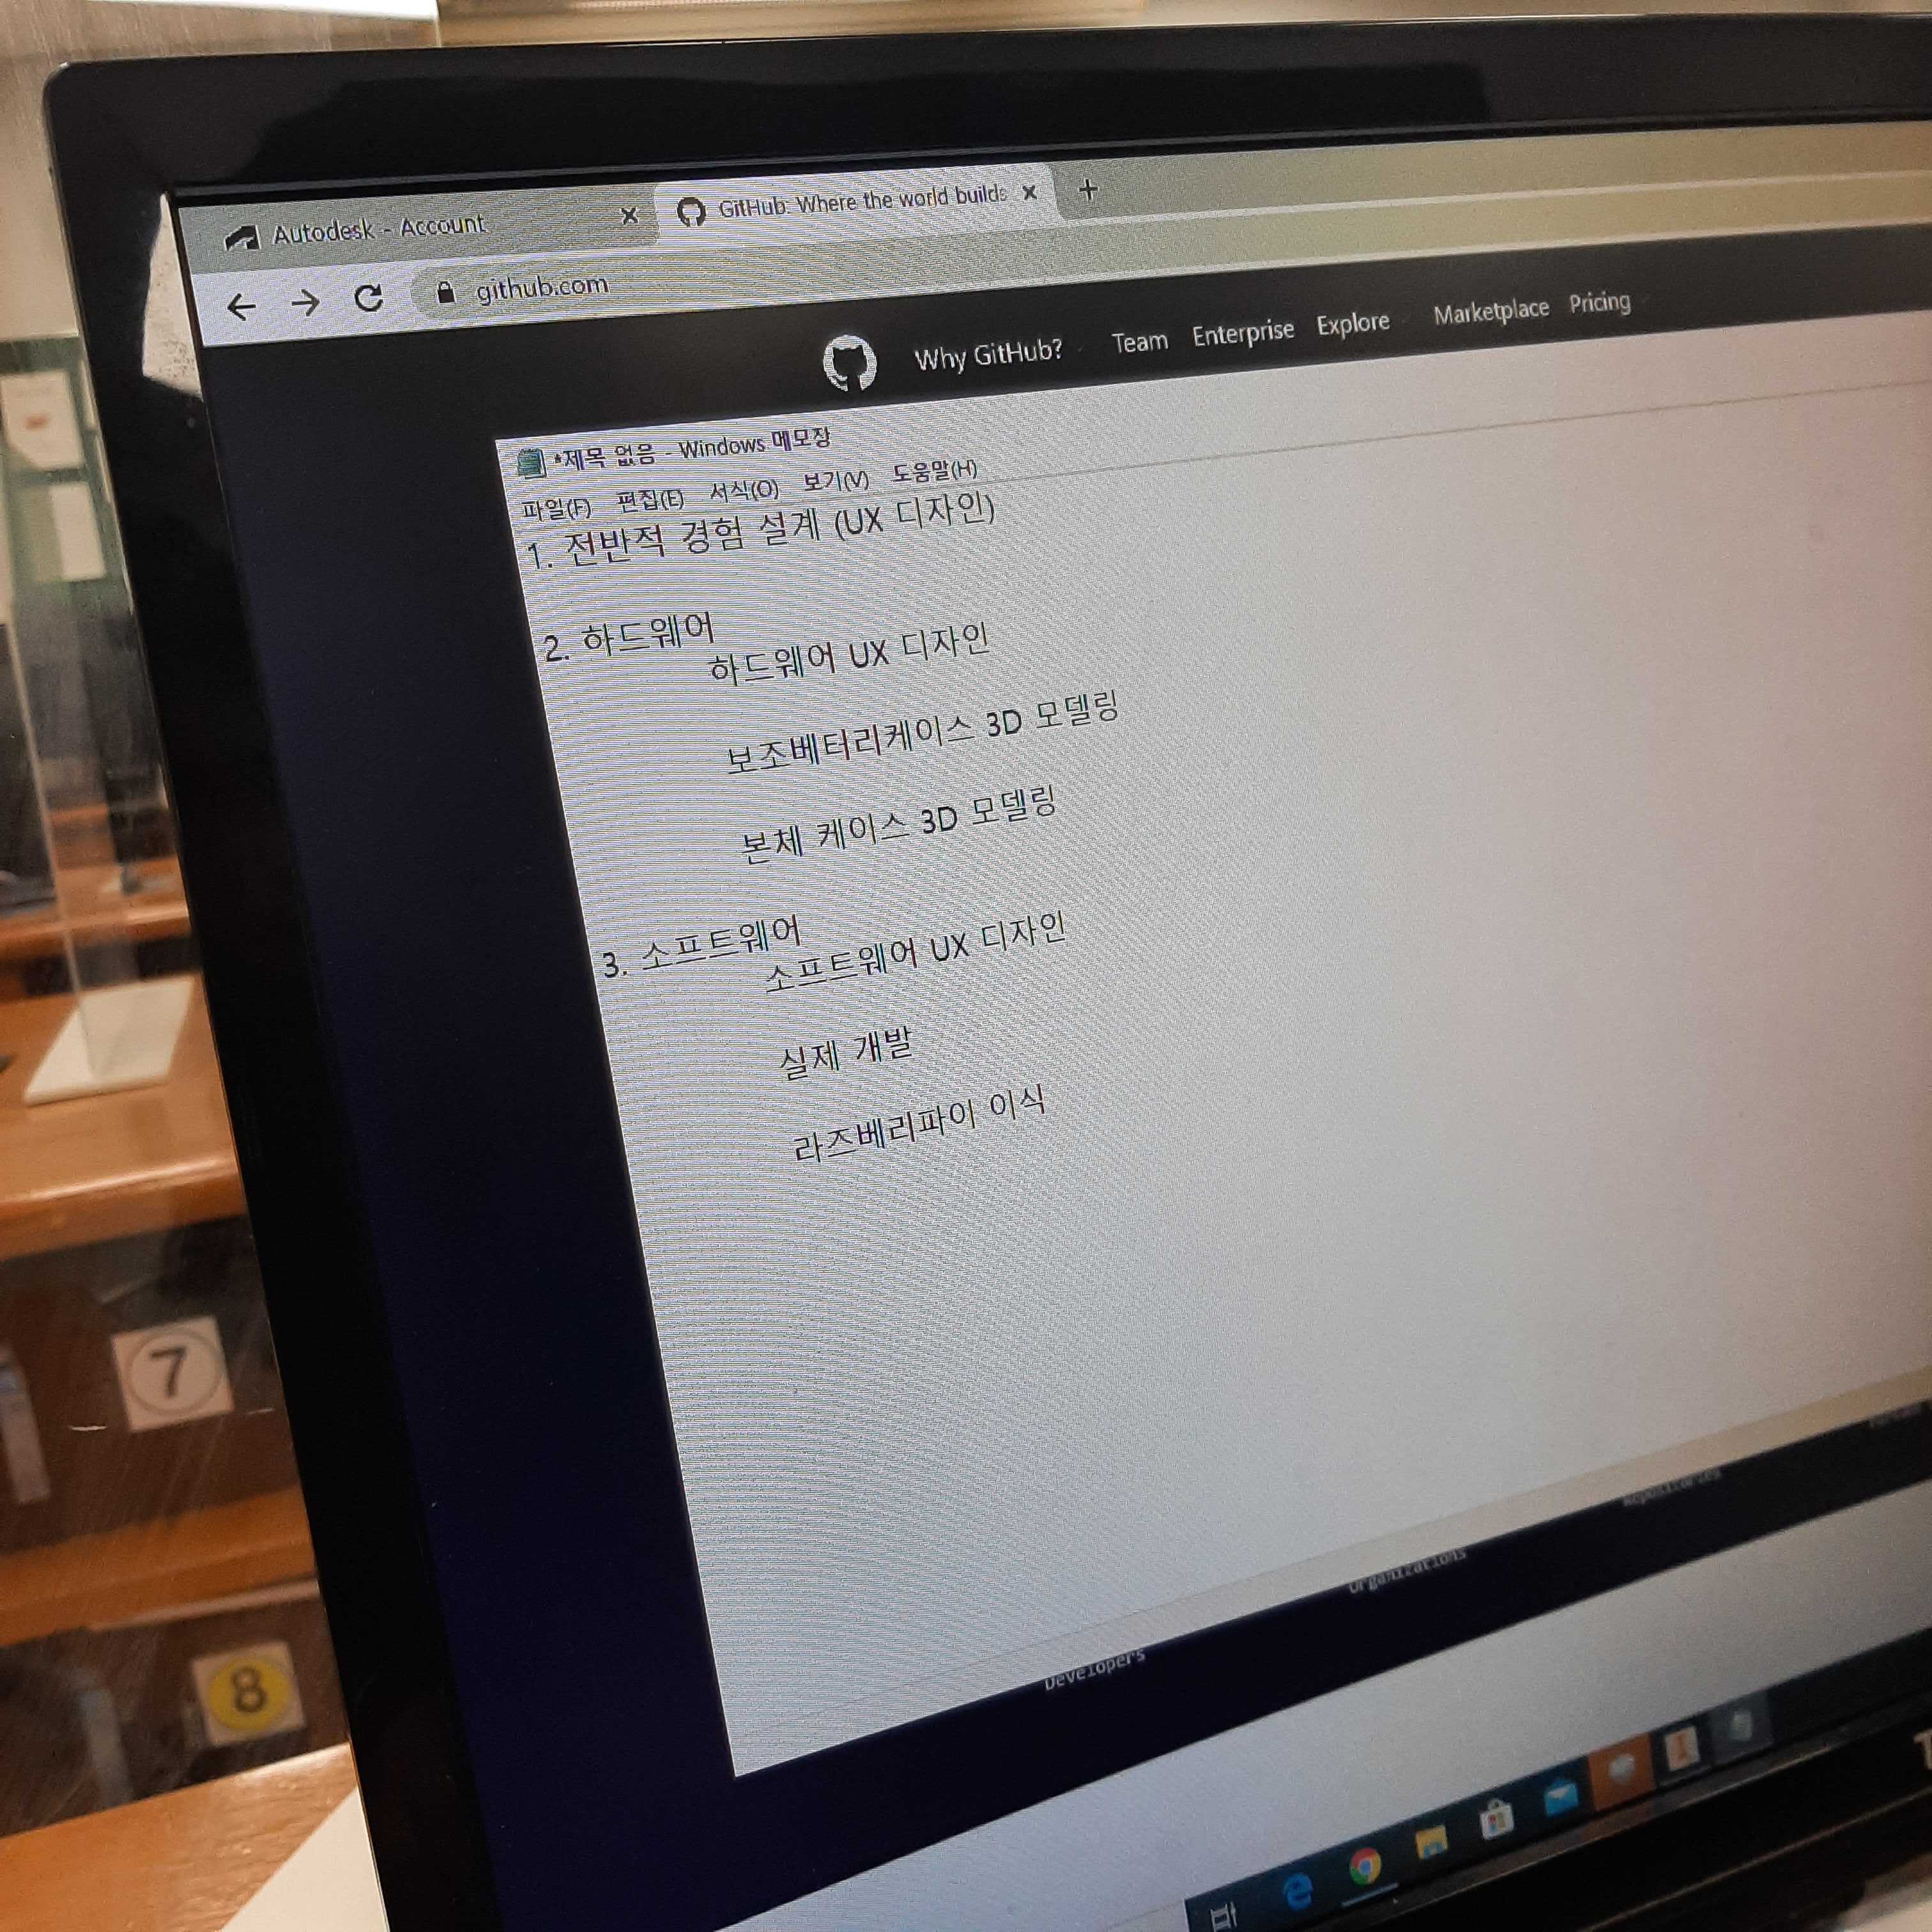 Autodesk - Account
GitHub: Where the world builds
github.com
Why GitHub? Team Enterprise Explore Marketplace Pricing
*제목 없음 - Windows 메모장
파일(F) 편집(E) 서식(O) 보기(V) 도움말(H)
1. 전반적 경험 설계 (UX 디자인)
2. 하드웨어
하드웨어 UX 디자인
보조베터리케이스 3D 모델링
본체 케이스 3D 모델링
3. 소프트웨어
소프트웨어 UX 디자인
실제 개발
라즈베리파이 이식
Repositories
Organizations
Developers
7
8